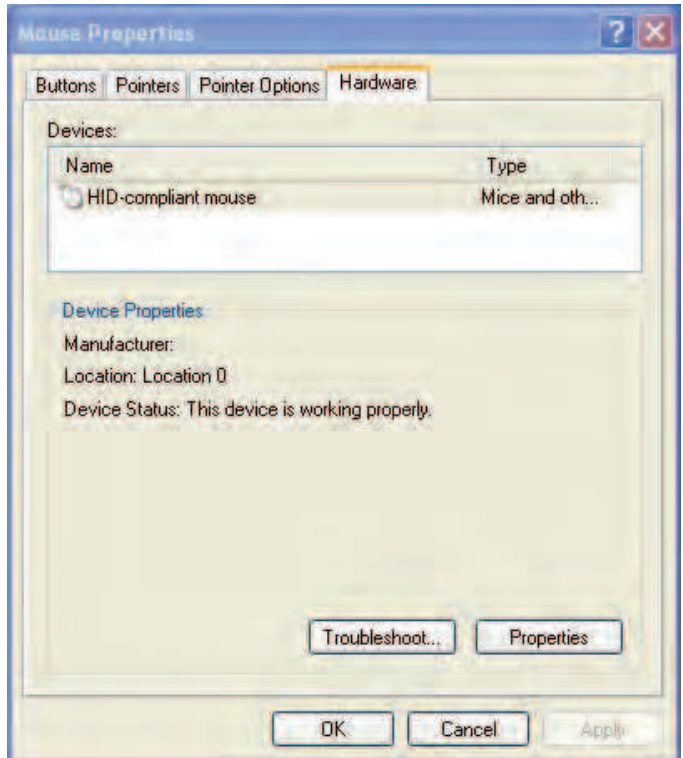 Mouse Properties
?
Buttons Pointers Pointer Options Hardware
Devices:
Name Type
HID-compliant mouse Mice and oth...
Device Properties
Manufacturer:
Location: Location 0
Device Status: This device is working properly.
Troubleshoot... Properties
OK Cancel Apply